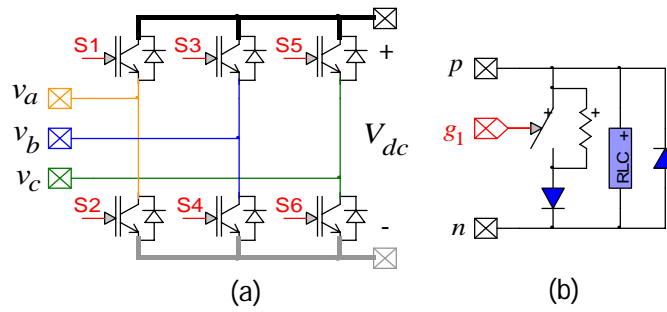 S1
S3
S5
+
v_a
v_b
V_dc
v_c
S2
S4
S6
-
(a)
p
+
+
g_1
RLC +
n
(b)